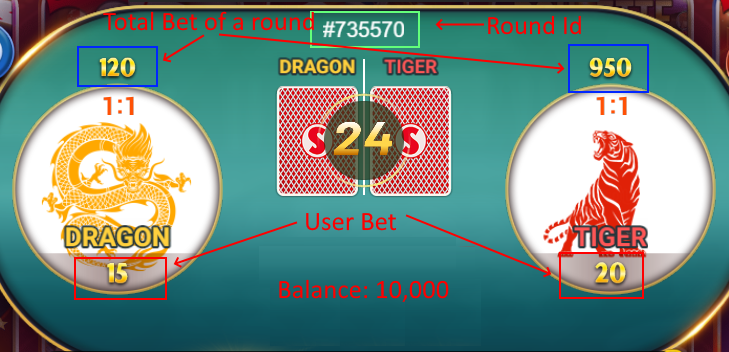 Total Bet of a round
#735570
Round Id
120
DRAGON
TIGER
950
1:1
1:1
S
24
S
User Bet
DRAGON
TIGER
15
20
Balance: 10,000